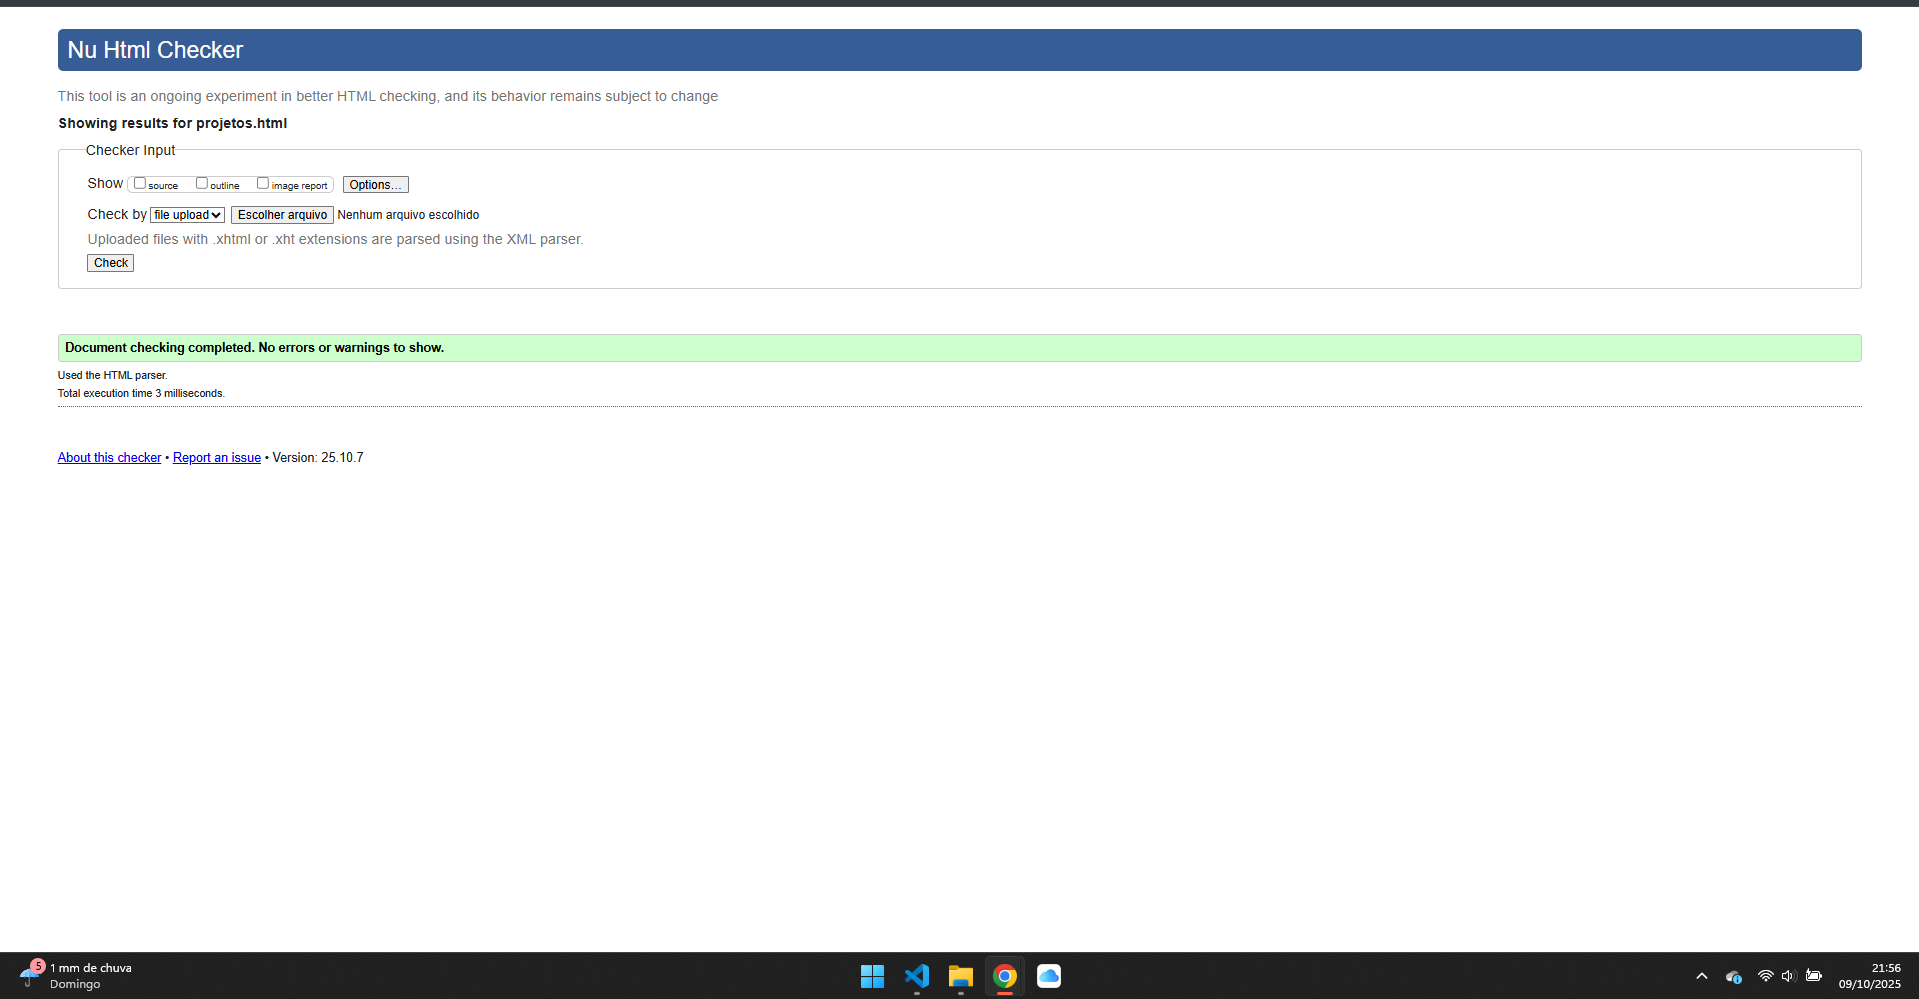 Nu Html Checker
This tool is an ongoing experiment in better HTML checking, and its behavior remains subject to change
Showing results for projetos.html
Checker Input
Show source outline image report Options...
Check by file upload Escolher arquivo Nenhum arquivo escolhido
Uploaded files with .xhtml or .xht extensions are parsed using the XML parser.
Check
Document checking completed. No errors or warnings to show.
Used the HTML parser.
Total execution time 3 milliseconds.
About this checker • Report an issue • Version: 25.10.7
5
1 mm de chuva
Domingo
21:56
09/10/2025